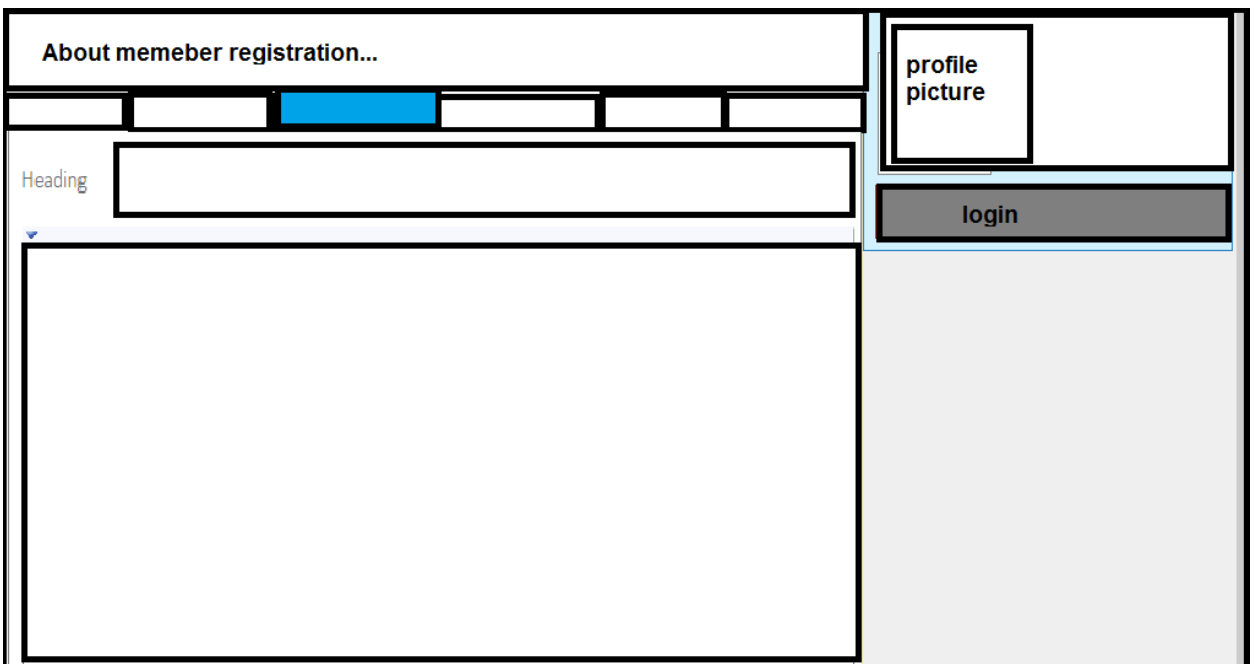 About memeber registration...
profile
picture
Heading
login